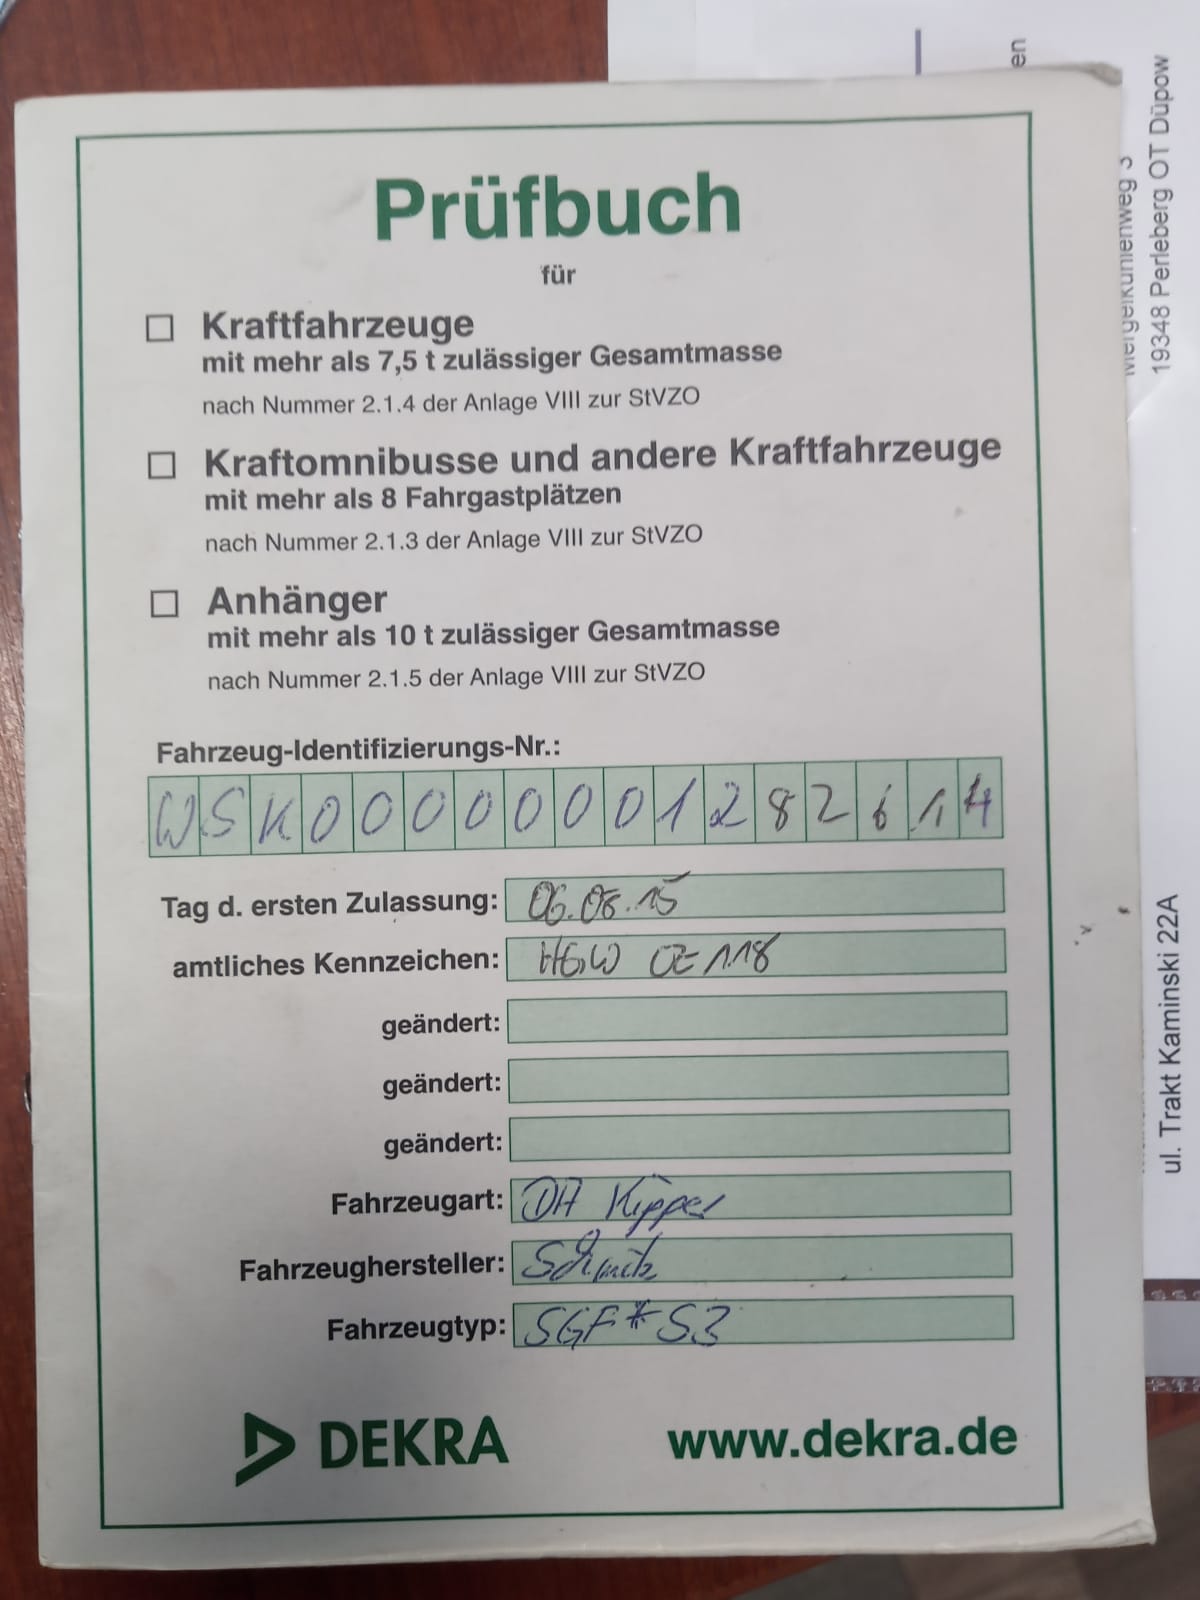 Prüfbuch
für
☐ Kraftfahrzeuge
mit mehr als 7,5 t zulässiger Gesamtmasse
nach Nummer 2.1.4 der Anlage VIII zur StVZO
☐ Kraftomnibusse und andere Kraftfahrzeuge
mit mehr als 8 Fahrgastplätzen
nach Nummer 2.1.3 der Anlage VIII zur StVZO
☐ Anhänger
mit mehr als 10 t zulässiger Gesamtmasse
nach Nummer 2.1.5 der Anlage VIII zur StVZO
Fahrzeug-Identifizierungs-Nr.:
WSK00000001282614
Tag d. ersten Zulassung: 06.08.15
amtliches Kennzeichen: HGW OE 118
geändert:
geändert:
geändert:
Fahrzeugart: DA Kipper
Fahrzeughersteller: Schmitz
Fahrzeugtyp: SGF*S3
DEKRA
www.dekra.de
19348 Perleberg OT Düpow
ul. Trakt Kaminski 22A